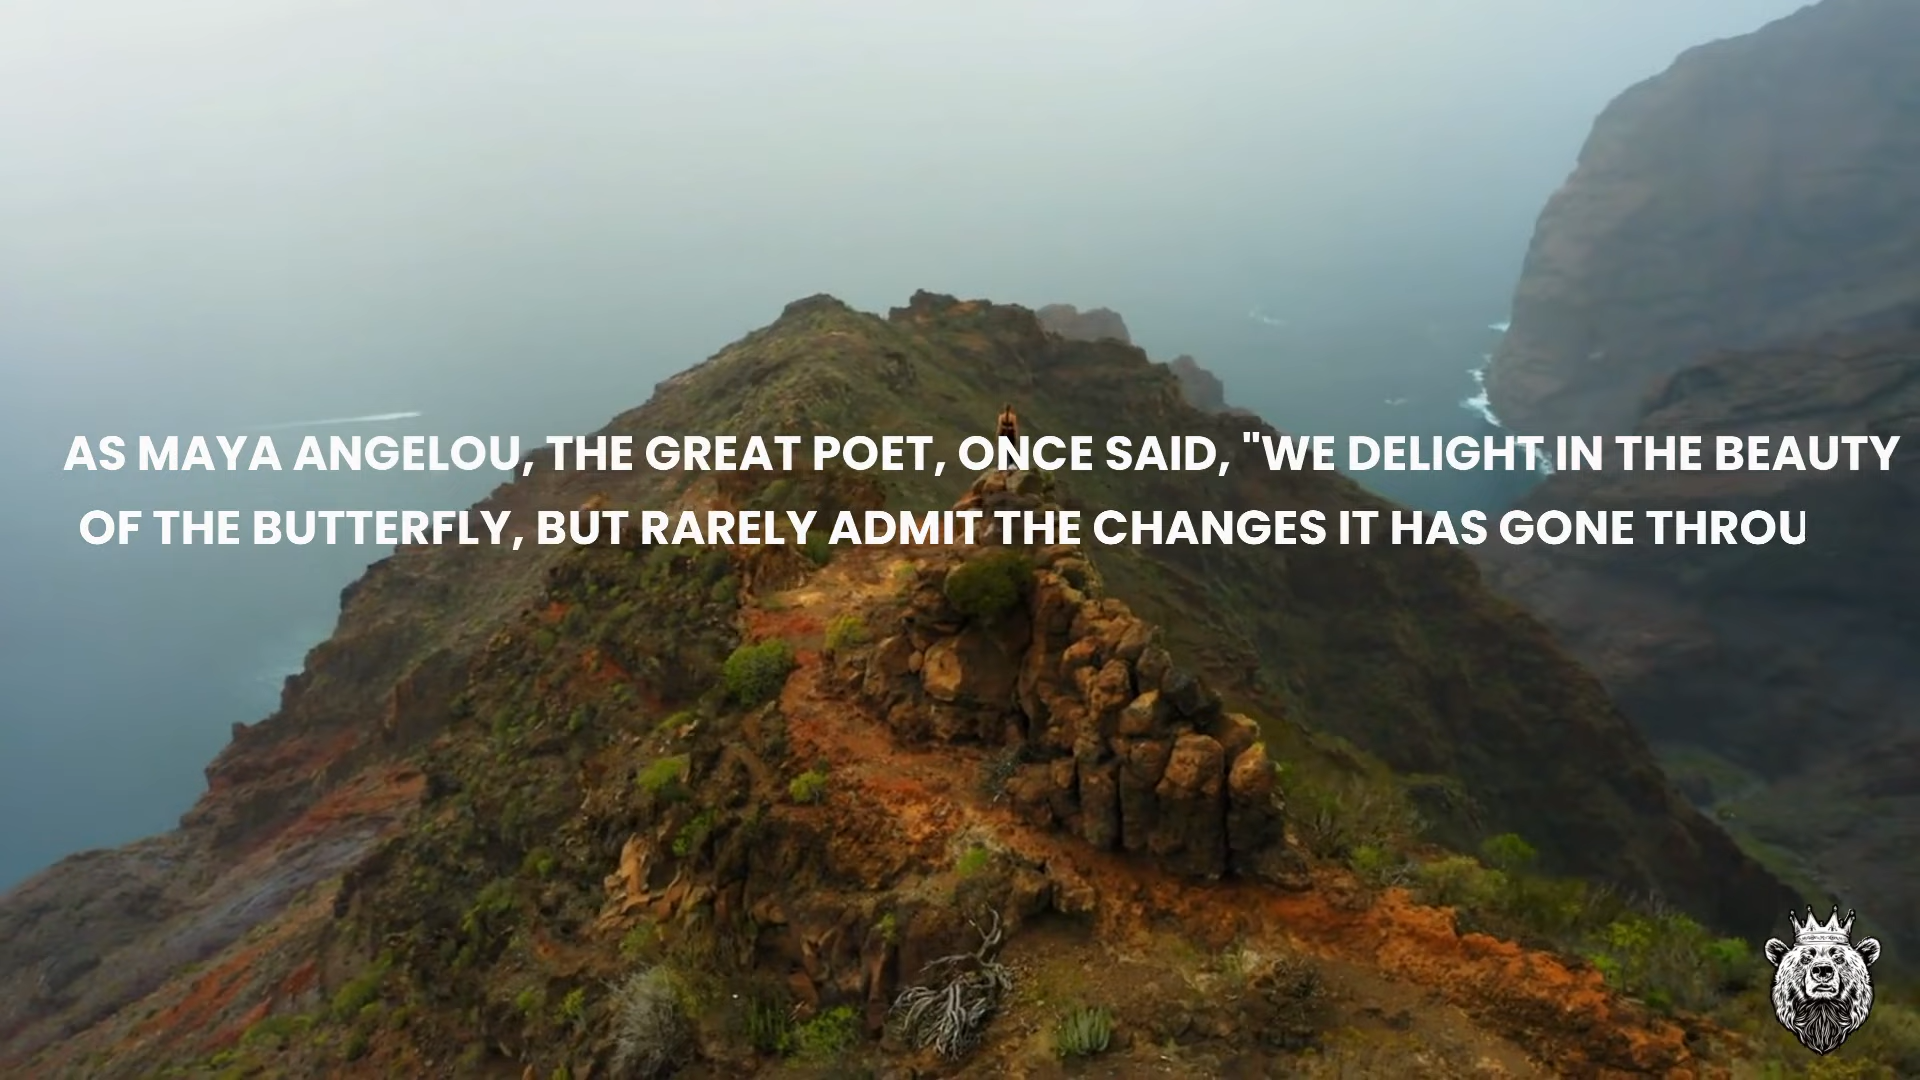 AS MAYA ANGELOU, THE GREAT POET, ONCE SAID, "WE DELIGHT IN THE BEAUTY
OF THE BUTTERFLY, BUT RARELY ADMIT THE CHANGES IT HAS GONE THROU